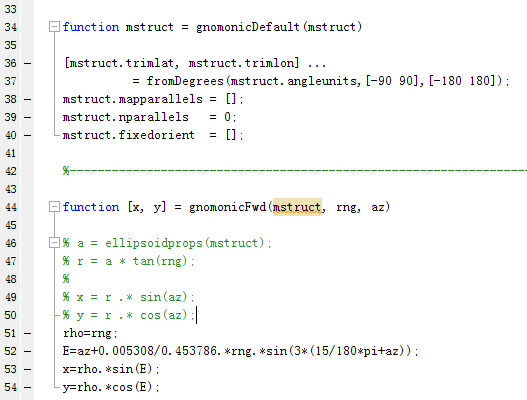 33
34 function mstruct = gnomonicDefault(mstruct)
35
36 — [mstruct.trimlat, mstruct.trimlon] ...
37 = fromDegrees(mstruct.angleunits,[-90 90],[-180 180]);
38 — mstruct.mapparallels = [];
39 — mstruct.nparallels = 0;
40 — mstruct.fixedorient = [];
41
42 %--------------------------------------------------------------------------
43
44 function [x, y] = gnomonicFwd(mstruct, rng, az)
45
46 % a = ellipsoidprops(mstruct);
47 % r = a * tan(rng);
48 %
49 % x = r .* sin(az);
50 % y = r .* cos(az);
51 — rho=rng;
52 — E=az+0.005308/0.453786.*rng.*sin(3*(15/180*pi+az));
53 — x=rho.*sin(E);
54 — y=rho.*cos(E);